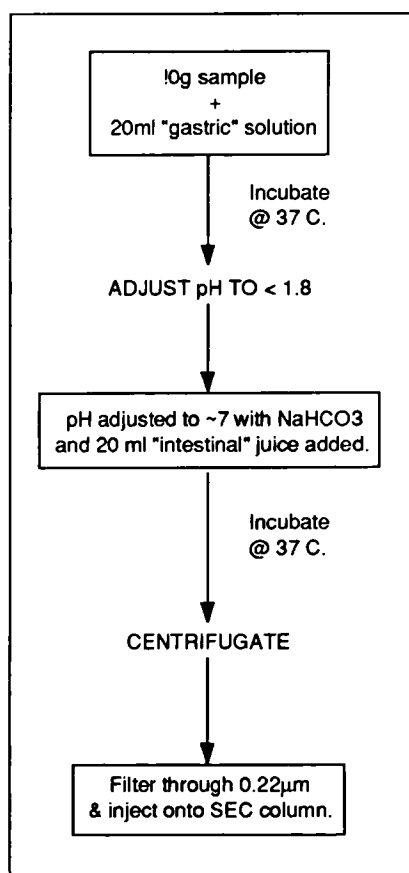 !0g sample
+
20ml "gastric" solution
Incubate
@ 37 C.
ADJUST pH TO < 1.8
pH adjusted to ~7 with NaHCO3
and 20 ml "intestinal" juice added.
Incubate
@ 37 C.
CENTRIFUGATE
Filter through 0.22µm
& inject onto SEC column.